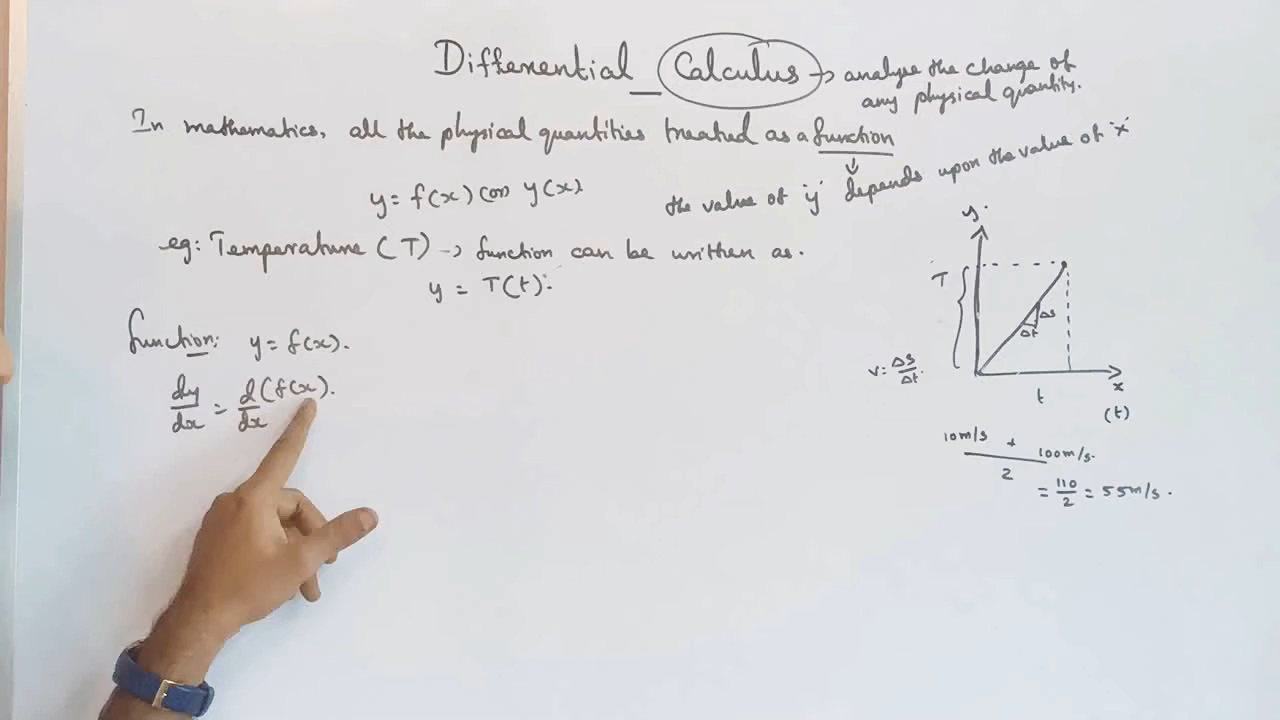 Differential Calculus → analyse the change of
any physical quantity.
In mathematics, all the physical quantities treated as a function
the value of 'y' depends upon the value of 'x'
y = f(x) (or) y(x).
eg: Temperature (T) → function can be written as.
y = T(t).
function: y = f(x).
dy/dx = d/dx (f(x)).
y.
T
Δs
Δt
v = Δs/Δt.
t
x
(t)
10m/s + 100m/s.
2
= 110/2 = 55m/s.